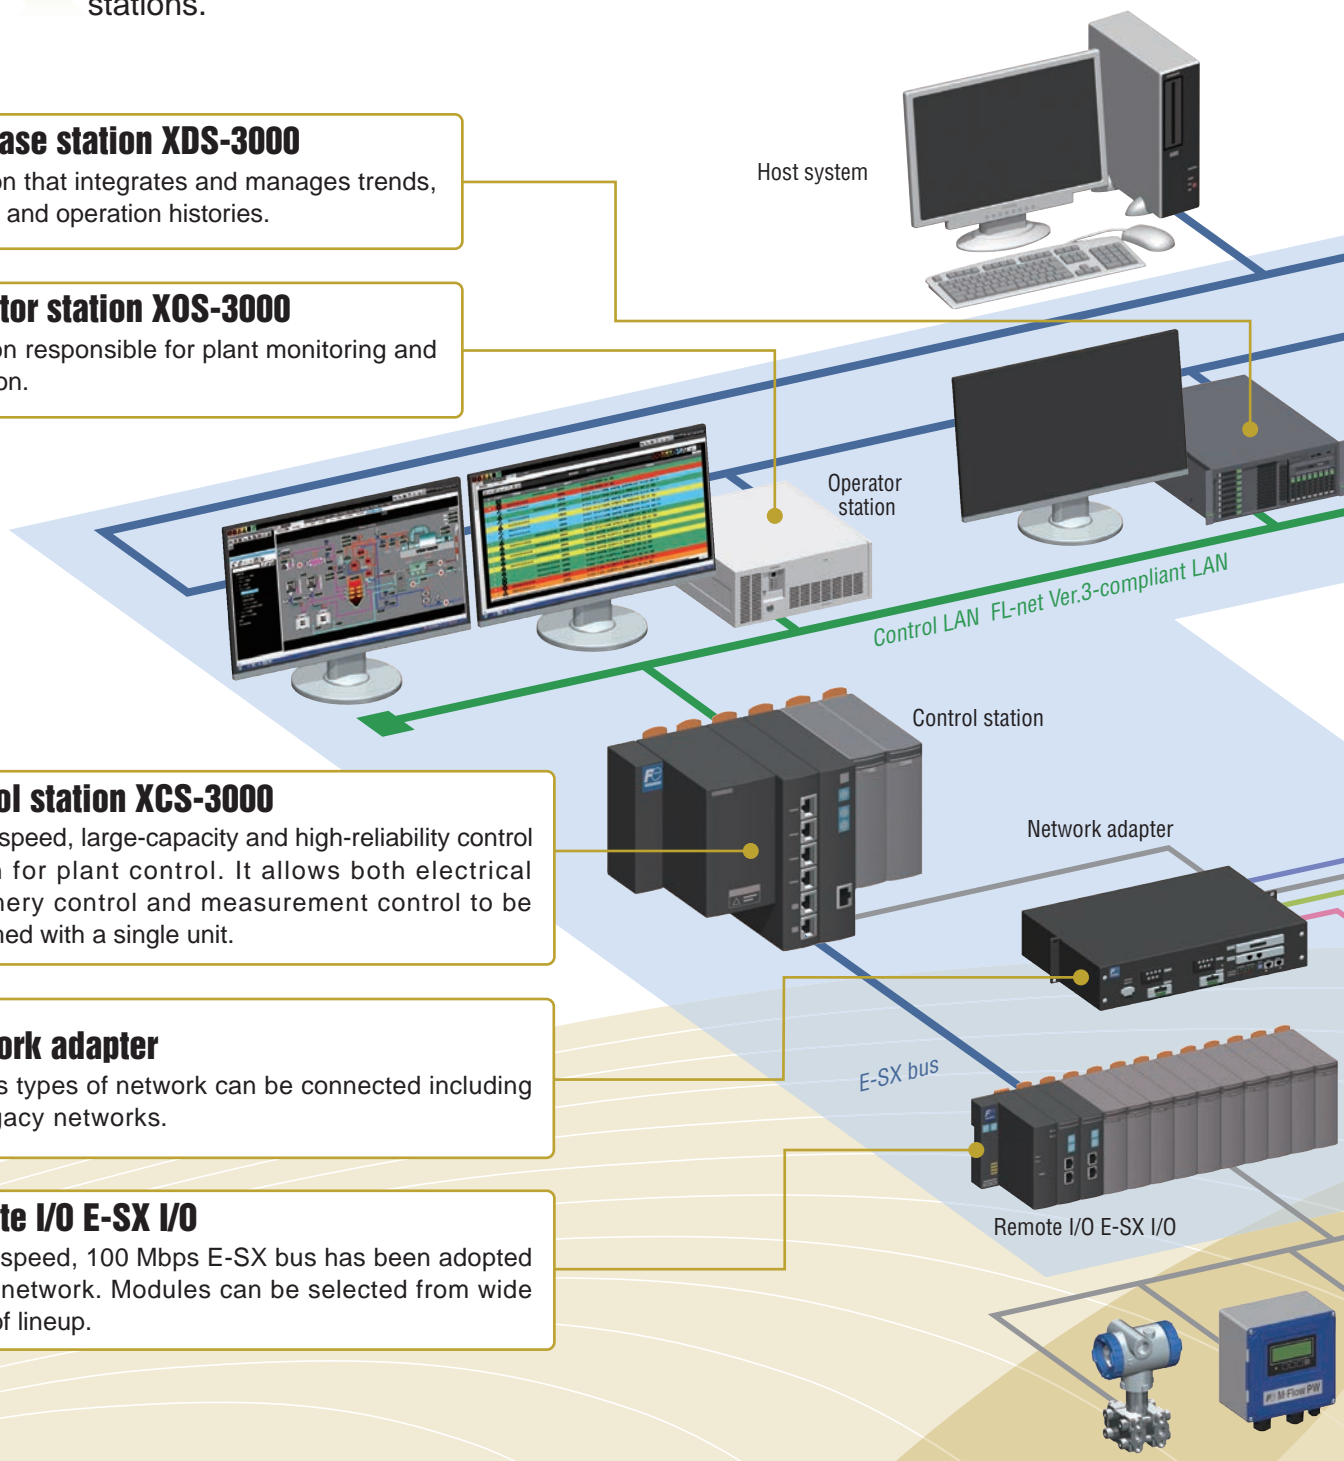 stations.
ase station XDS-3000
on that integrates and manages trends,
and operation histories.
Host system
tor station XOS-3000
on responsible for plant monitoring and
on.
Operator
station
Control LAN FL-net Ver.3-compliant LAN
Control station
ol station XCS-3000
speed, large-capacity and high-reliability control
n for plant control. It allows both electrical
nery control and measurement control to be
ned with a single unit.
Network adapter
ork adapter
s types of network can be connected including
gacy networks.
E-SX bus
te I/O E-SX I/O
speed, 100 Mbps E-SX bus has been adopted
network. Modules can be selected from wide
of lineup.
Remote I/O E-SX I/O
M-Flow PW